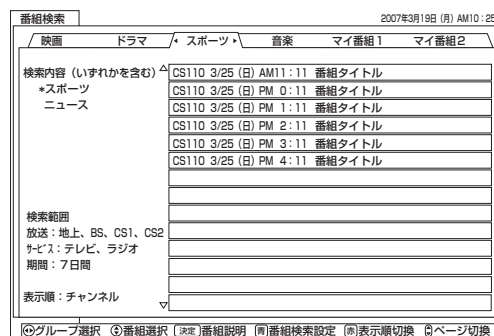 番組検索
2007年3月19日 (月) AM10：25
映画 ドラマ スポーツ 音楽 マイ番組1 マイ番組2
検索内容（いずれかを含む）
*スポーツ
ニュース
CS110 3/25 (日) AM11：11 番組タイトル
CS110 3/25 (日) PM 0：11 番組タイトル
CS110 3/25 (日) PM 1：11 番組タイトル
CS110 3/25 (日) PM 2：11 番組タイトル
CS110 3/25 (日) PM 3：11 番組タイトル
CS110 3/25 (日) PM 4：11 番組タイトル
検索範囲
放送：地上、BS、CS1、CS2
ｻｰﾋﾞｽ：テレビ、ラジオ
期間：7日間
表示順：チャンネル
グループ選択 番組選択 決定 番組説明 青 番組検索設定 赤 表示順切換 ページ切換